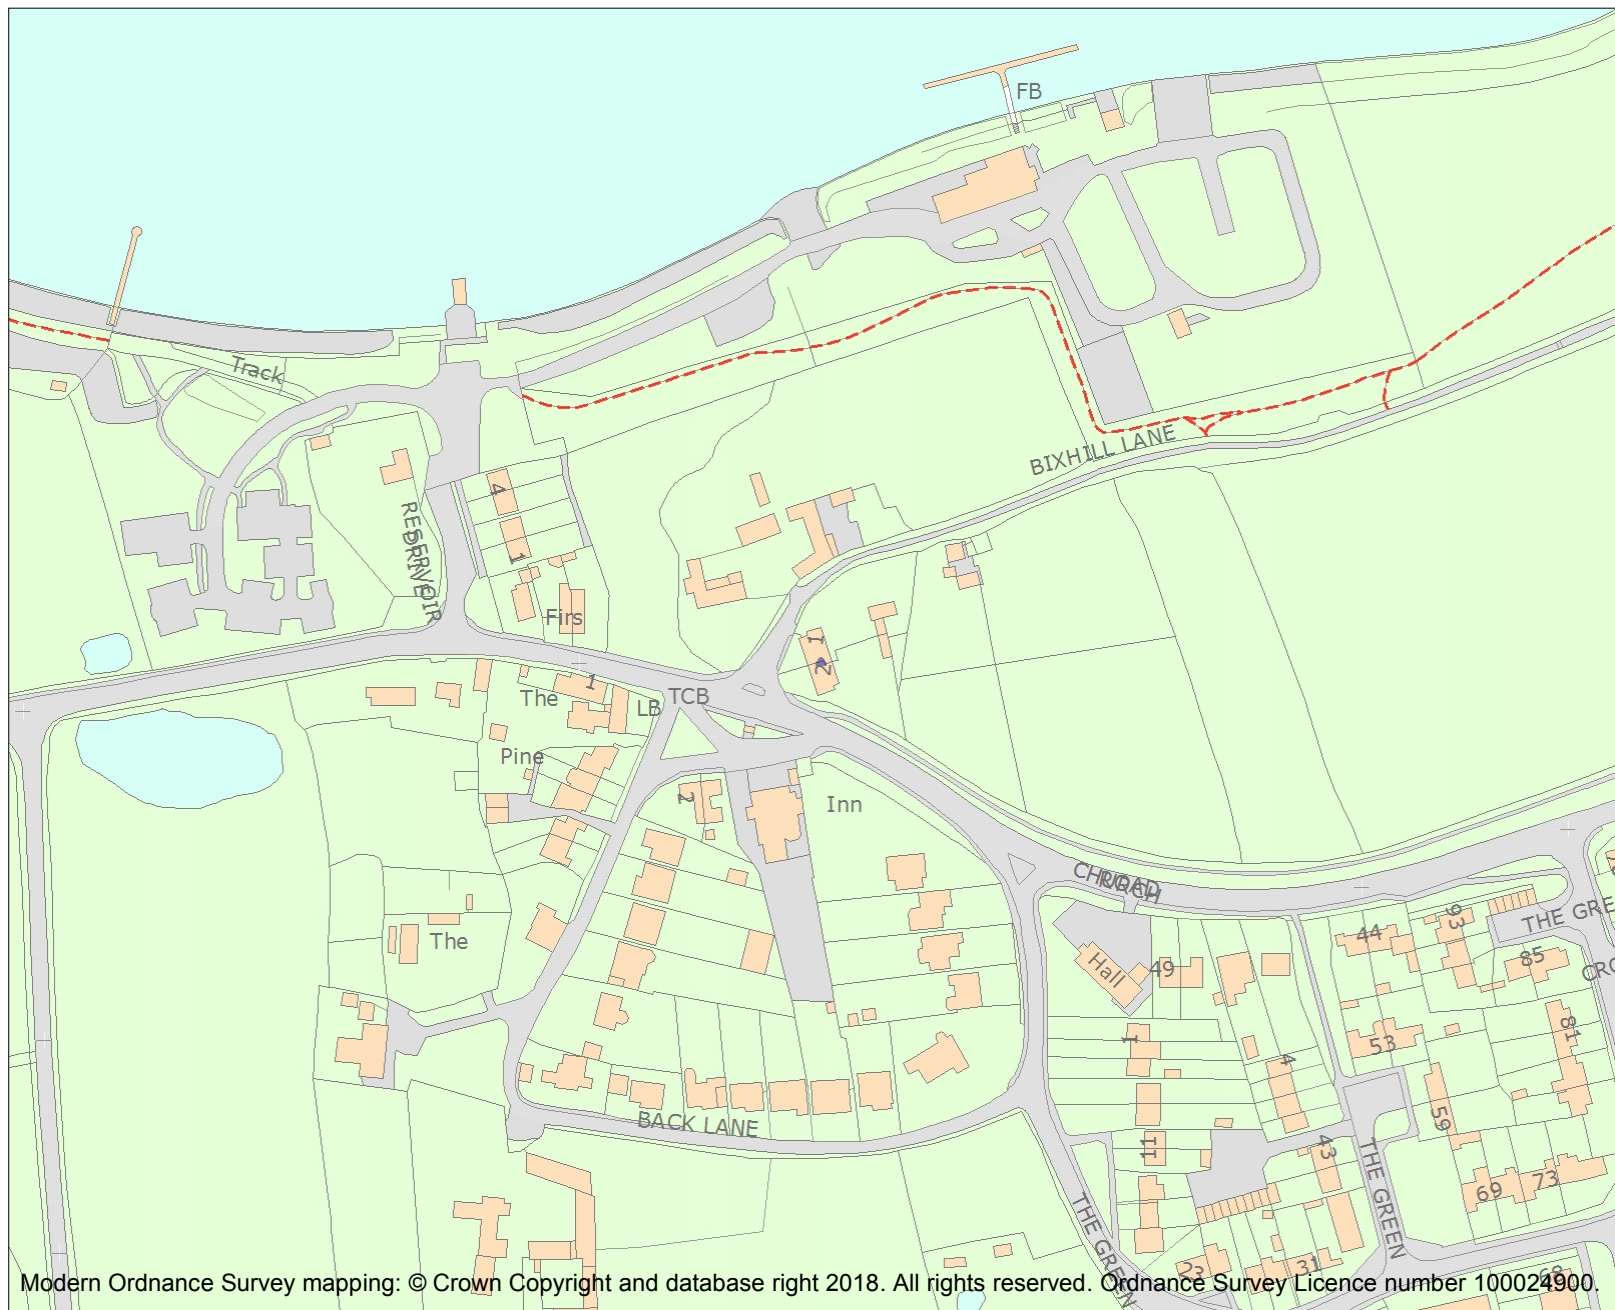 FB
Track
BIXHILL LANE
4
RESERVOIR
DRIVE
1
Firs
1
2
1
The
LB
TCB
Pine
2
Inn
CHURCH
ROAD
THE GRE
93
44
The
85
Hall
49
CRO
81
1
53
4
59
BACK LANE
11
43
THE GREEN
73
69
THE GREEN
23
31
68
Modern Ordnance Survey mapping: © Crown Copyright and database right 2018. All rights reserved. Ordnance Survey Licence number 100024900.